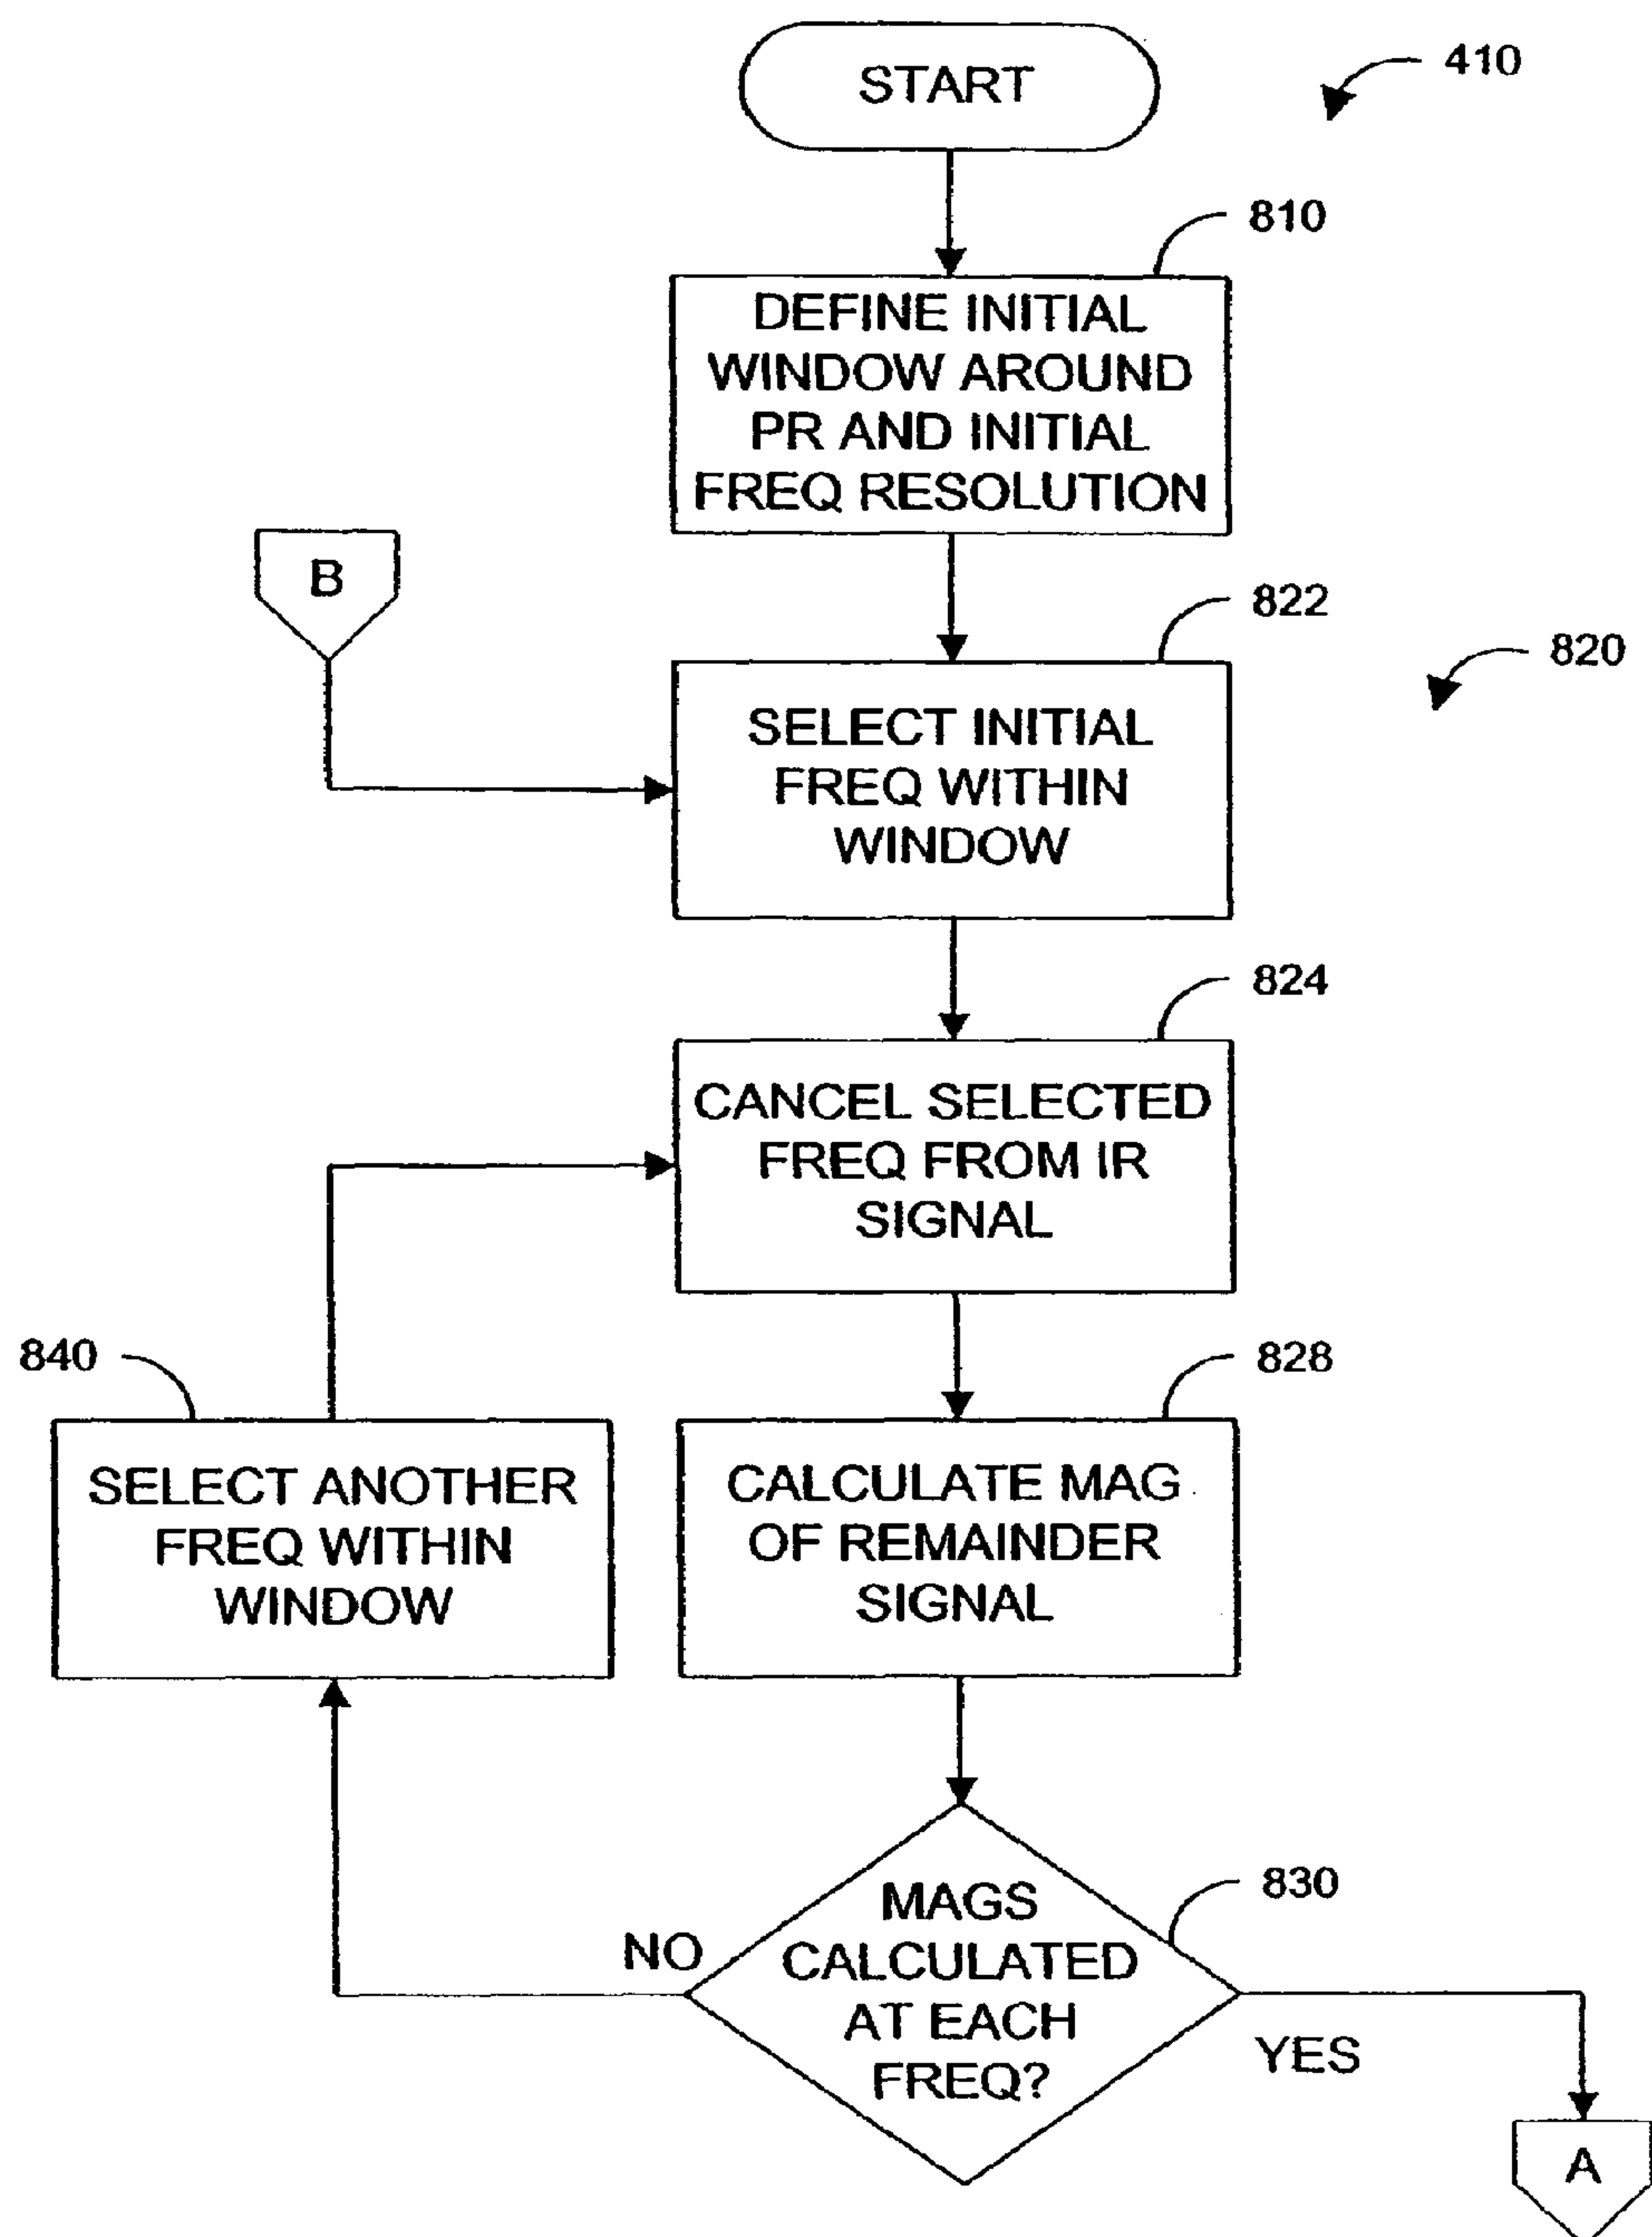 START
410
810
DEFINE INITIAL
WINDOW AROUND
PR AND INITIAL
FREQ RESOLUTION
B
822
820
SELECT INITIAL
FREQ WITHIN
WINDOW
824
CANCEL SELECTED
FREQ FROM IR
SIGNAL
840
828
SELECT ANOTHER
FREQ WITHIN
WINDOW
CALCULATE MAG
OF REMAINDER
SIGNAL
830
MAGS
CALCULATED
AT EACH
FREQ?
NO
YES
A